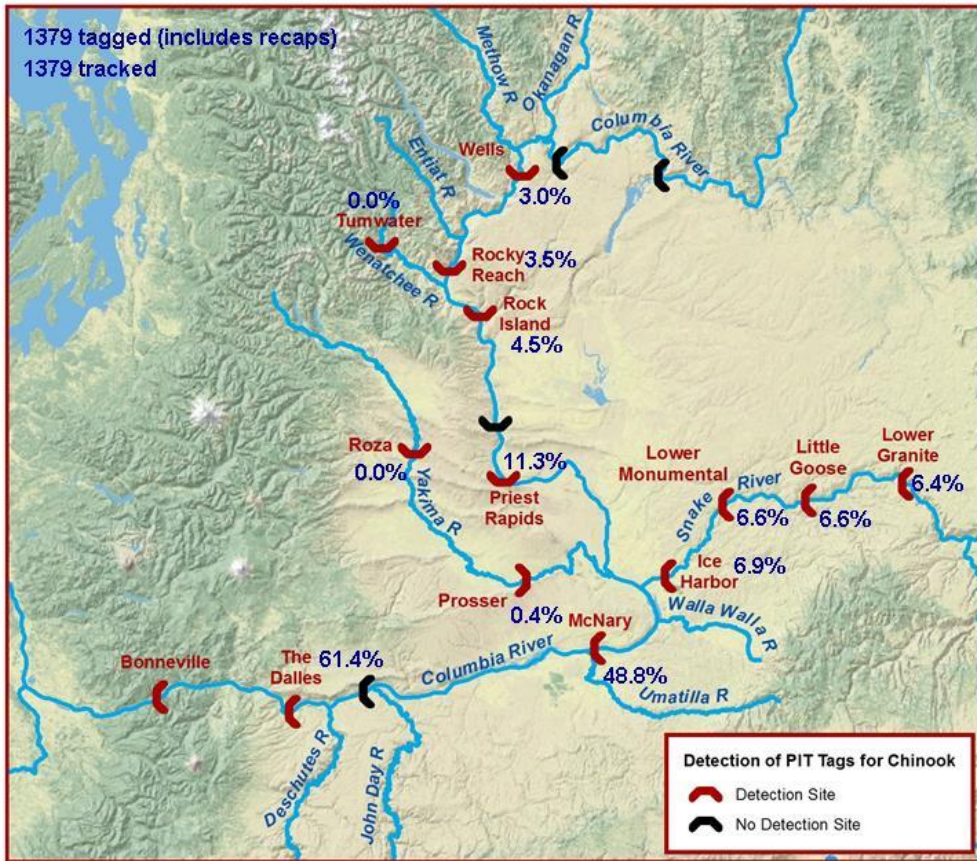 1379 tagged (includes recaps)
1379 tracked
Methow R
Okanagan R
Columbia River
Wells
3.0%
Entiat R
0.0%
Tumwater
Wenatchee R
Rocky
Reach
3.5%
Rock
Island
4.5%
Roza
0.0%
Yakima R
11.3%
Priest
Rapids
Lower
Monumental
6.6%
Little
Goose
6.6%
Lower
Granite
6.4%
Snake River
Ice
Harbor
6.9%
Prosser
0.4%
McNary
48.8%
Walla Walla R
Umatilla R
Columbia River
Bonneville
The
Dalles
61.4%
Deschutes R
John Day R
Detection of PIT Tags for Chinook
Detection Site
No Detection Site